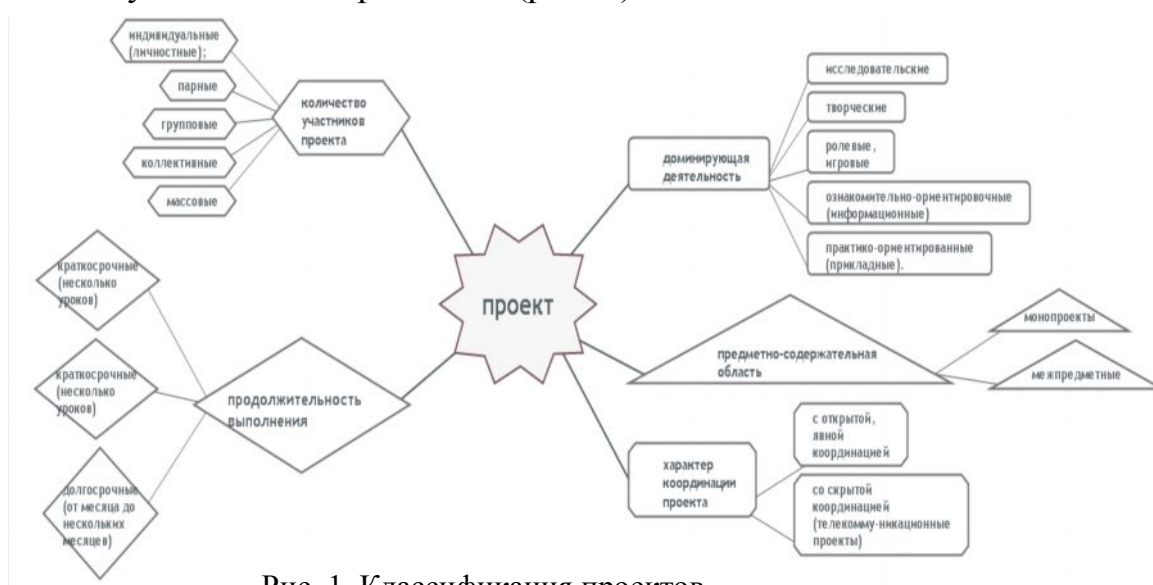 индивидуальные
(личностные);
парные
групповые
коллективные
массовые
количество
участников
проекта
исследовательские
творческие
ролевые,
игровые
ознакомительно-ориентировочные
(информационные)
практико-ориентированные
(прикладные).
доминирующая
деятельность
проект
краткосрочные
(несколько
уроков)
краткосрочные
(несколько
уроков)
долгосрочные
(от месяца до
нескольких
месяцев)
продолжительность
выполнения
предметно-содержательная
область
монопроекты
межпредметные
характер
координации
проекта
с открытой,
явной
координацией
со скрытой
координацией
(телекомму-никационные
проекты)
Рис. 1. Классификация проектов